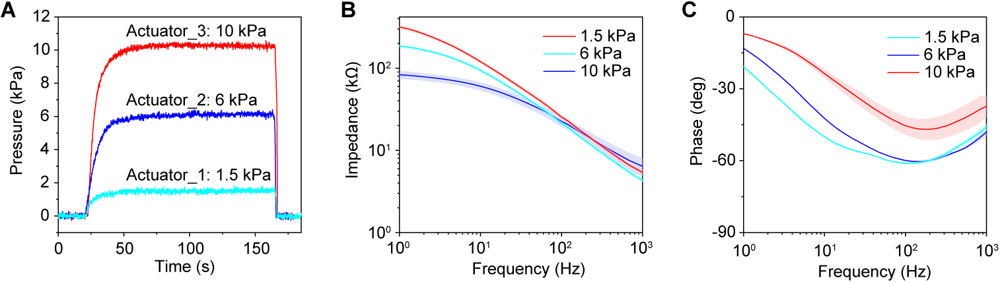 A
Pressure (kPa)
12
10
8
6
4
2
0
Actuator_3: 10 kPa
Actuator_2: 6 kPa
Actuator_1: 1.5 kPa
0 50 100 150
Time (s)
B
Impedance (kΩ)
10²
10¹
10⁰
1.5 kPa
6 kPa
10 kPa
10⁰ 10¹ 10² 10³
Frequency (Hz)
C
Phase (deg)
0
-30
-60
-90
1.5 kPa
6 kPa
10 kPa
10⁰ 10¹ 10² 10³
Frequency (Hz)